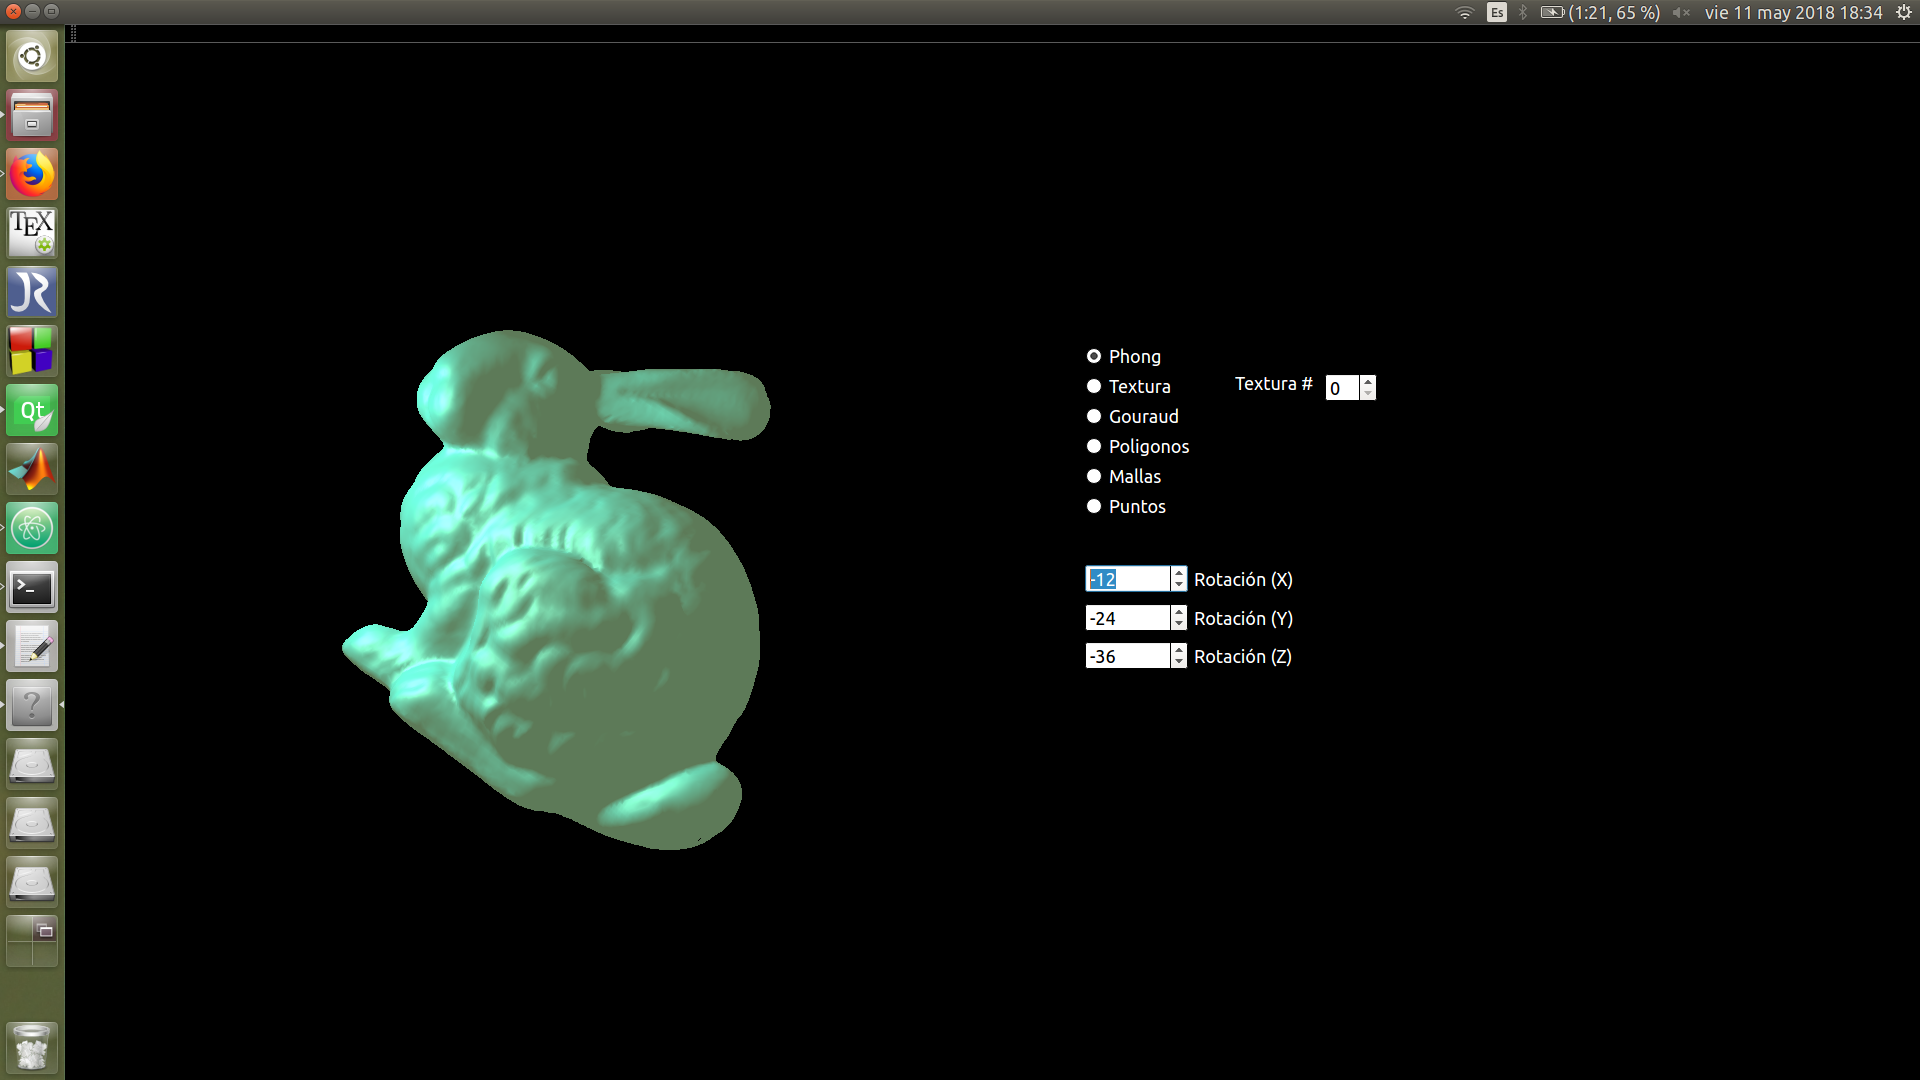 Es (1:21, 65 %) vie 11 may 2018 18:34
TEX
JR
Qt
>_
?
Phong
Textura
Textura # 0
Gouraud
Poligonos
Mallas
Puntos
-12 Rotación (X)
-24 Rotación (Y)
-36 Rotación (Z)